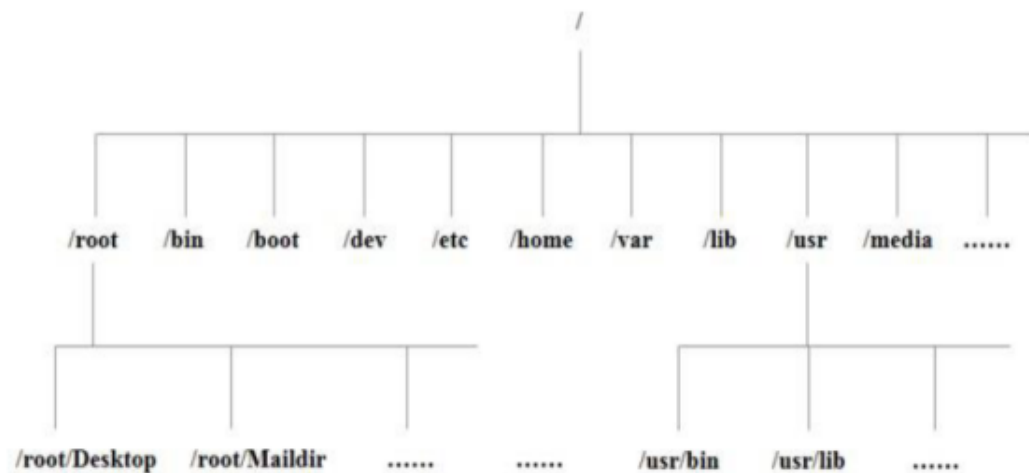 /
/root /bin /boot /dev /etc /home /var /lib /usr /media ......
/root/Desktop /root/Maildir ...... ...... /usr/bin /usr/lib ......